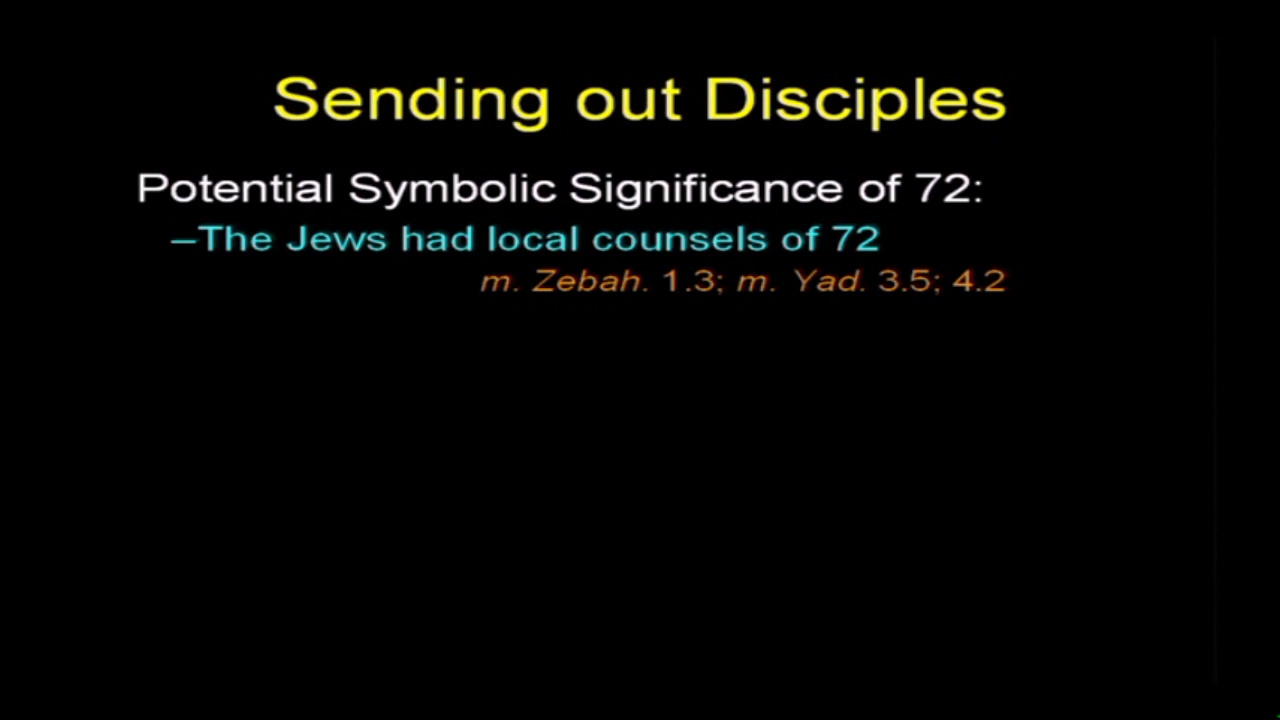 Sending out Disciples
Potential Symbolic Significance of 72:
–The Jews had local counsels of 72
m. Zebah. 1.3; m. Yad. 3.5; 4.2